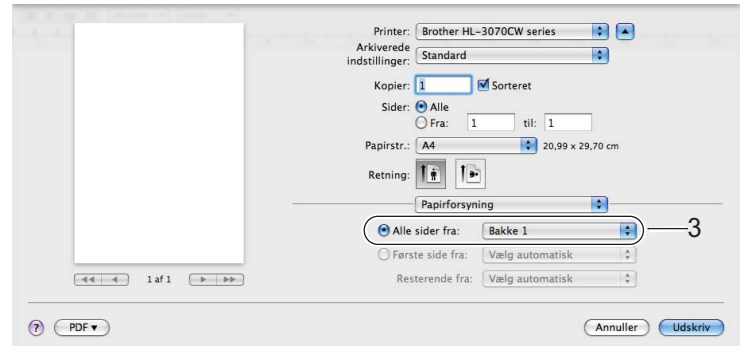 Printer: Brother HL-3070CW series
Arkiverede indstillinger: Standard
Kopier: 1 Sorteret
Sider: Alle
Fra: 1 til: 1
Papirstr.: A4 20,99 x 29,70 cm
Retning:
Papirforsyning
Alle sider fra: Bakke 1 3
Første side fra: Vælg automatisk
Resterende fra: Vælg automatisk
1 af 1
? PDF ▾ Annuller Udskriv